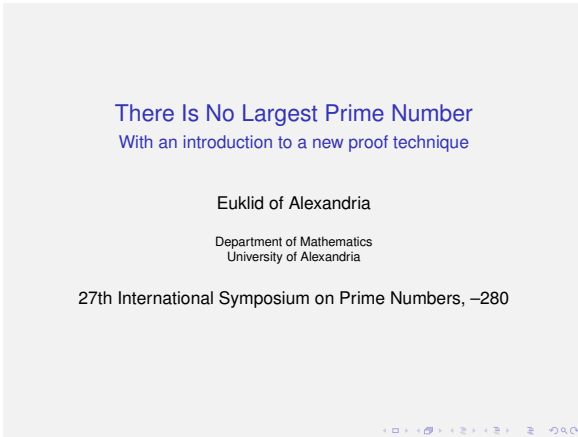 There Is No Largest Prime Number
With an introduction to a new proof technique
Euklid of Alexandria
Department of Mathematics
University of Alexandria
27th International Symposium on Prime Numbers, –280